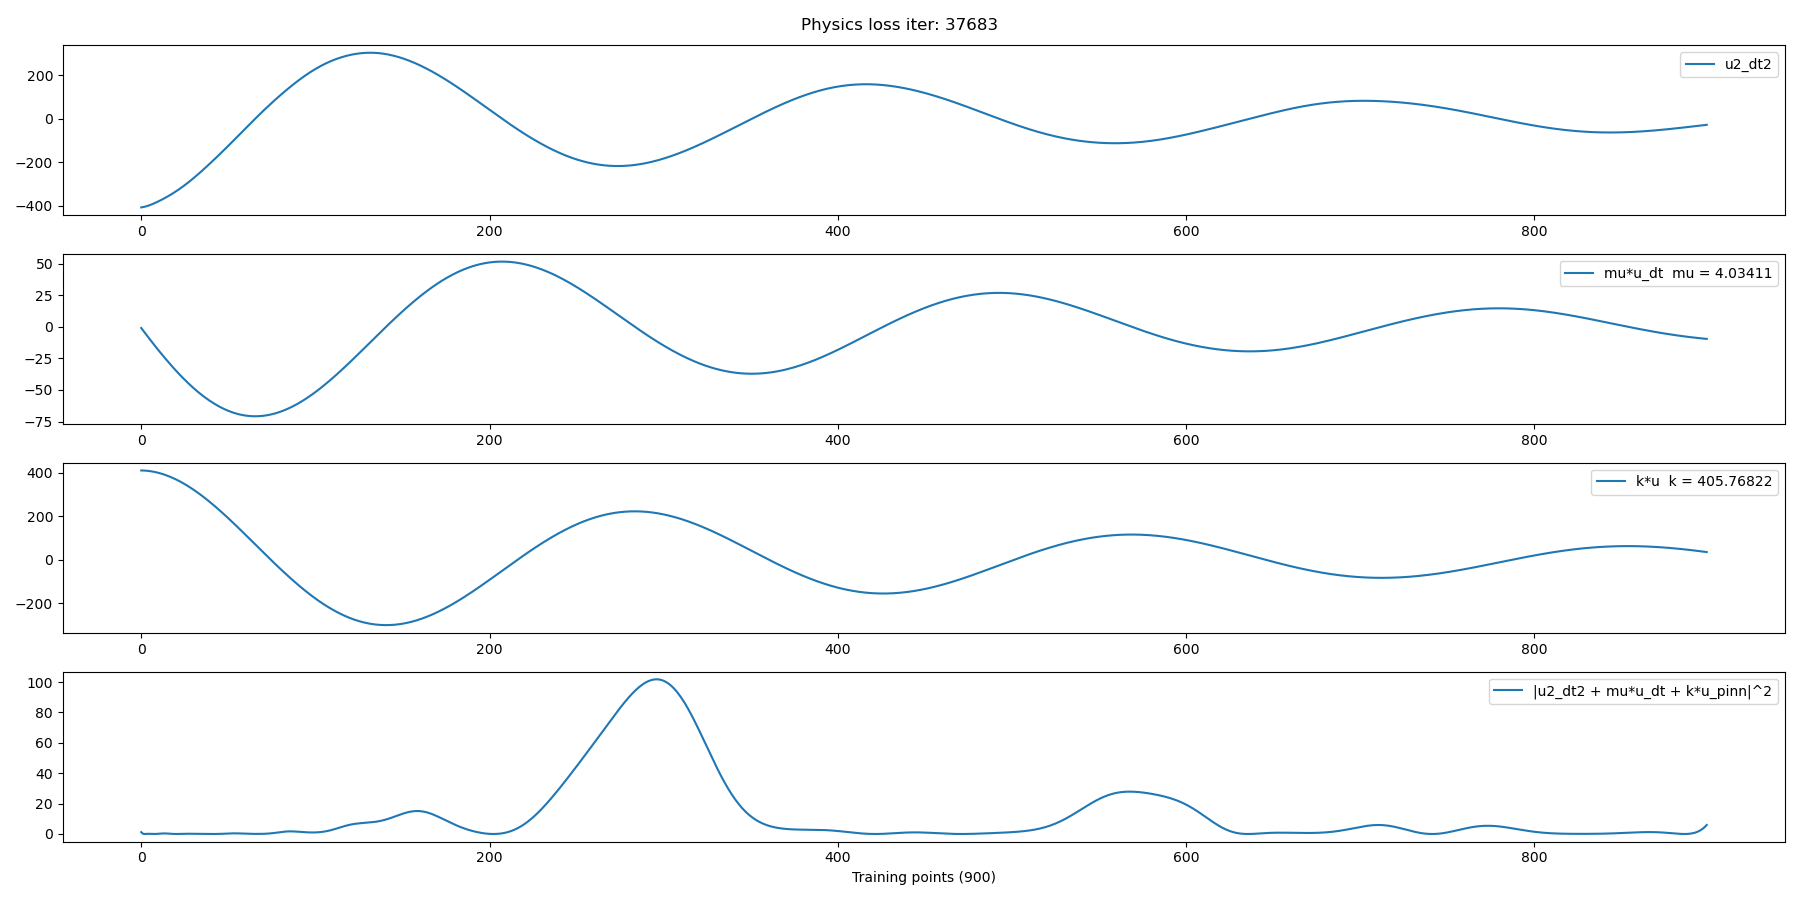 Physics loss iter: 37683
u2_dt2
200
0
−200
−400
0 200 400 600 800
mu*u_dt  mu = 4.03411
50
25
0
−25
−50
−75
0 200 400 600 800
k*u  k = 405.76822
400
200
0
−200
0 200 400 600 800
|u2_dt2 + mu*u_dt + k*u_pinn|^2
100
80
60
40
20
0
0 200 400 600 800
Training points (900)